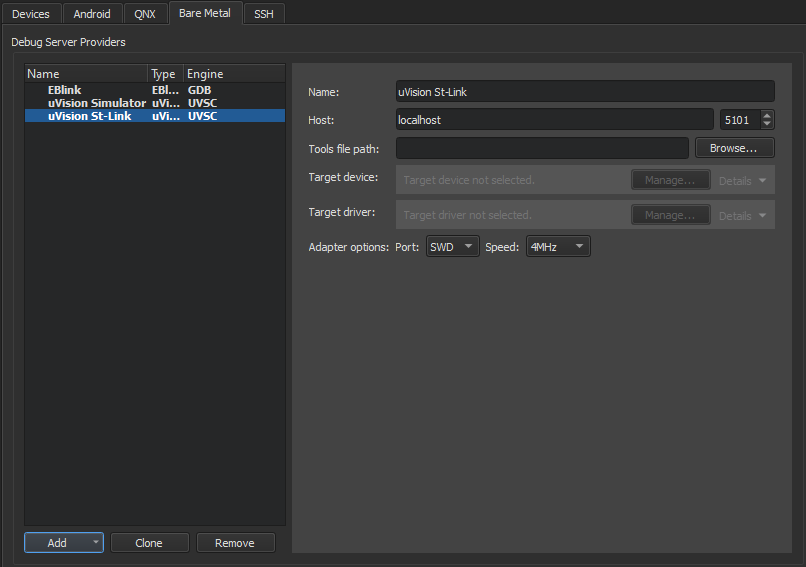 Devices Android QNX Bare Metal SSH
Debug Server Providers
Name Type Engine
EBlink EBl... GDB
uVision Simulator uVi... UVSC
uVision St-Link uVi... UVSC
Name: uVision St-Link
Host: localhost 5101
Tools file path: Browse...
Target device: Target device not selected. Manage... Details
Target driver: Target driver not selected. Manage... Details
Adapter options: Port: SWD Speed: 4MHz
Add Clone Remove